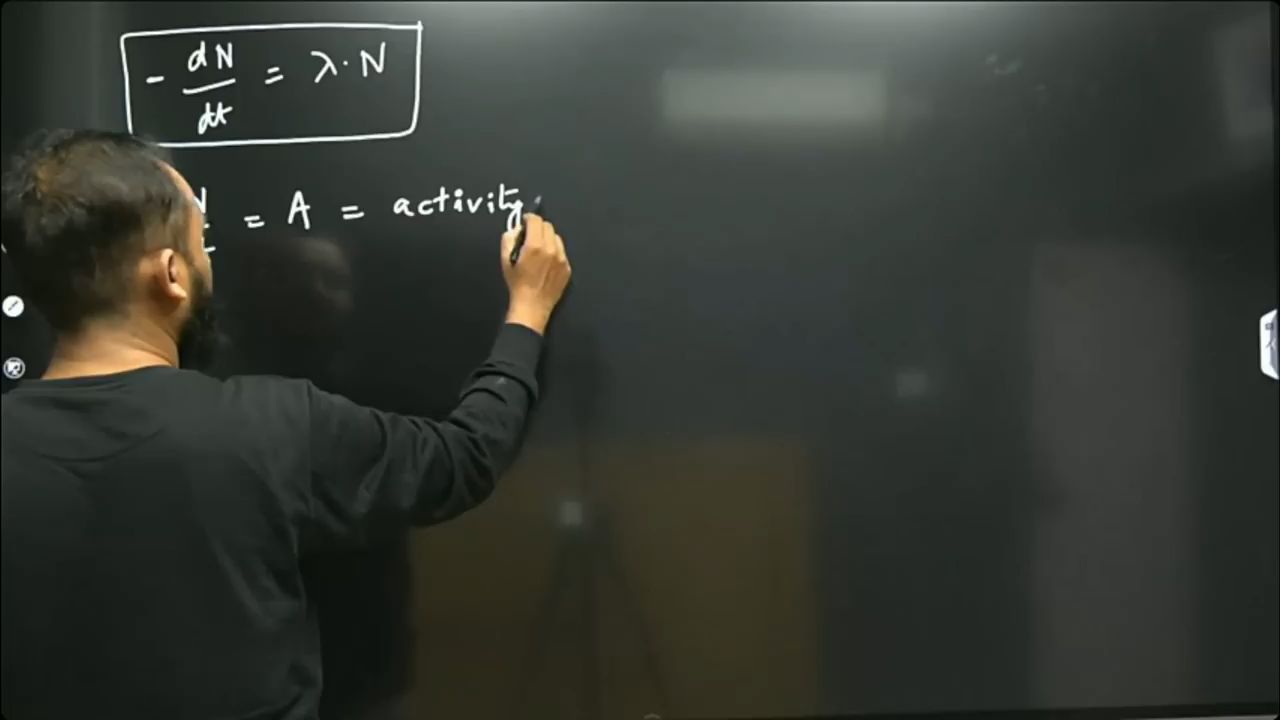 - dN/dt = λ·N
= A = activity